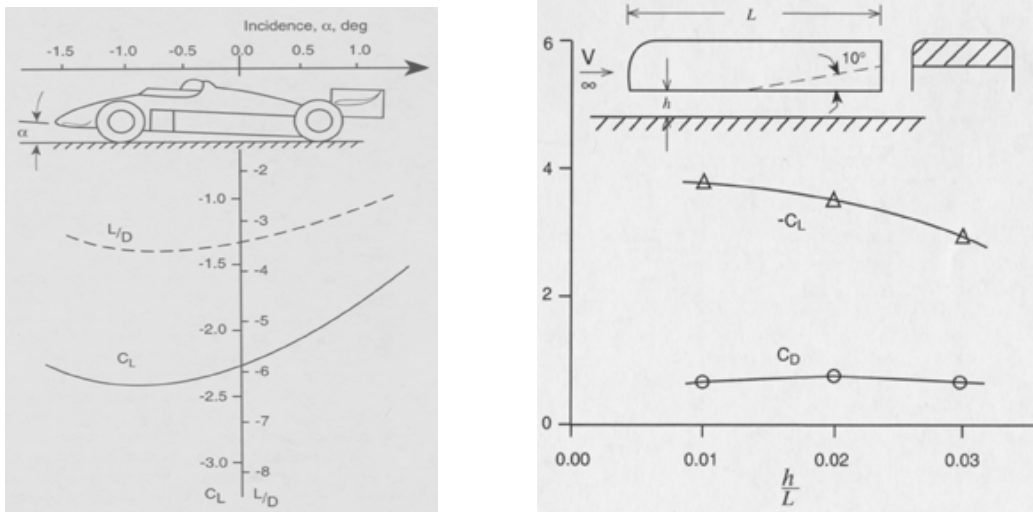 Incidence, α, deg
-1.5 -1.0 -0.5 0.0 0.5 1.0
α
-2
-1.0
-3
L/D
-1.5
-4
-5
-2.0
CL
-6
-2.5
-7
-3.0
-8
CL L/D
L
6
V
∞
10°
h
4
-CL
2
CD
0
0.00 0.01 0.02 0.03
h
L